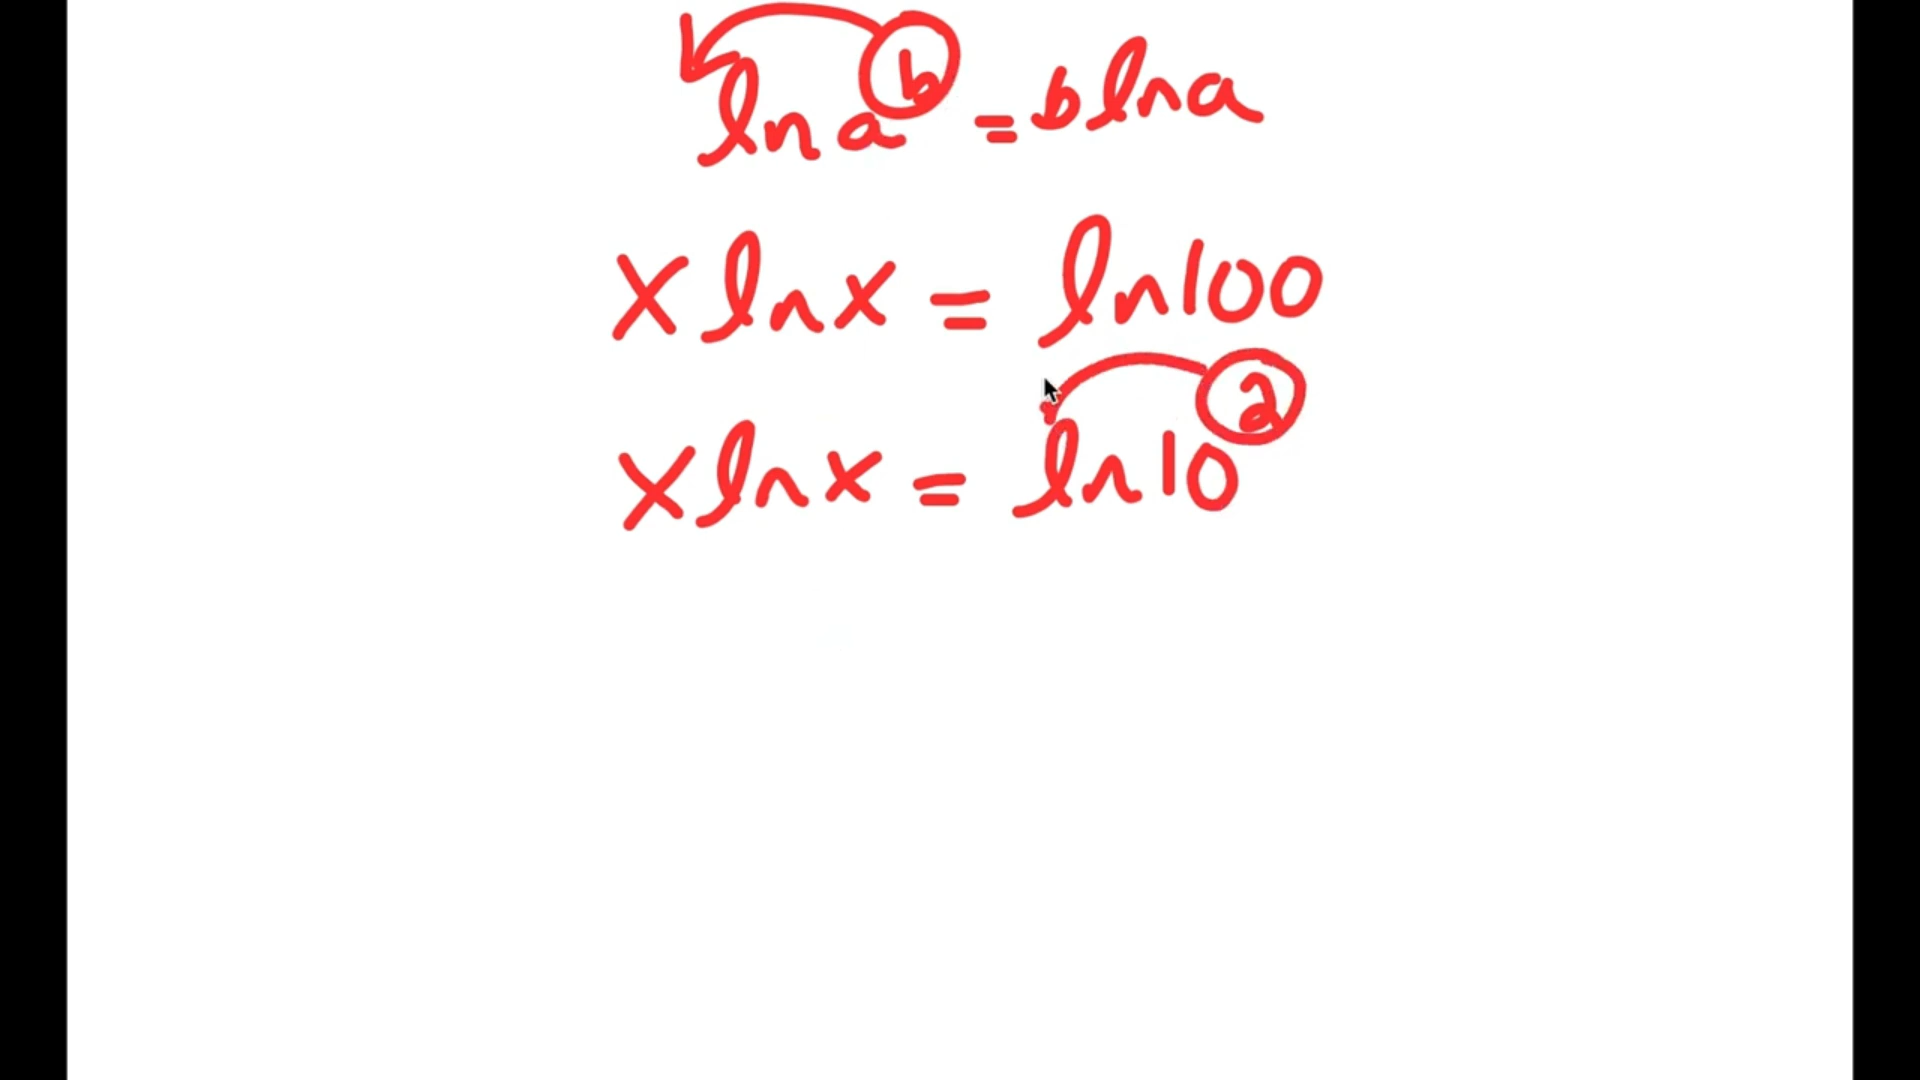 ln a^b = b ln a
x ln x = ln 100
x ln x = ln 10^2